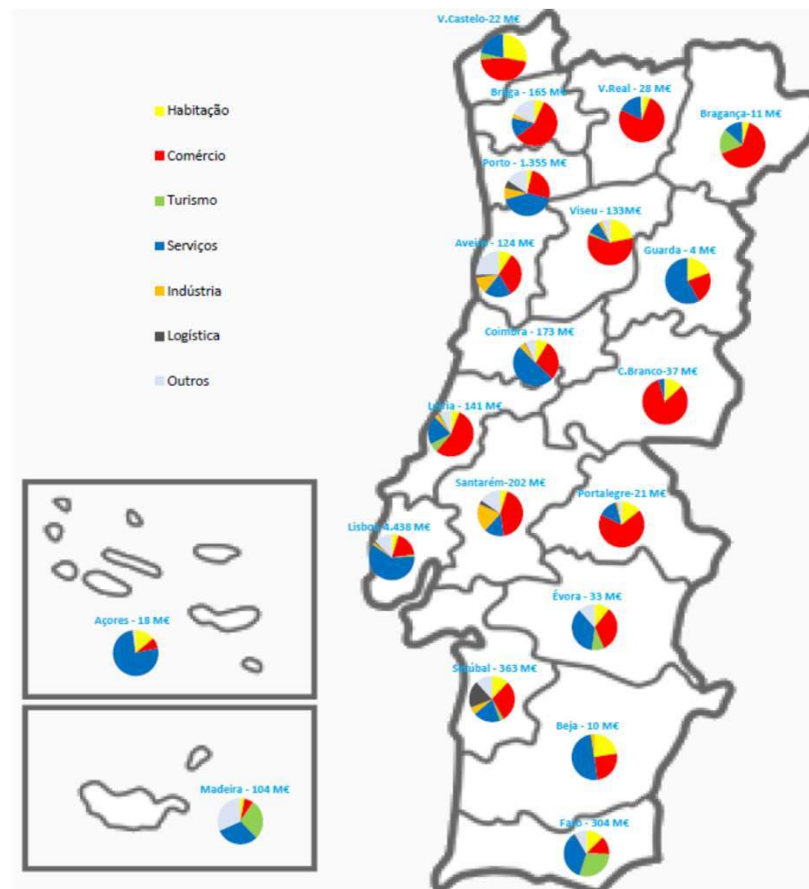 V.Castelo-22 M€
Braga - 165 M€
V.Real - 28 M€
Bragança-11 M€
Habitação
Comércio
Turismo
Serviços
Indústria
Logística
Outros
Porto - 1.355 M€
Viseu - 133M€
Aveiro - 124 M€
Guarda - 4 M€
Coimbra - 173 M€
C.Branco-37 M€
Leiria - 141 M€
Santarém-202 M€
Portalegre-21 M€
Lisboa-4.438 M€
Évora - 33 M€
Açores - 18 M€
Setúbal - 363 M€
Beja - 10 M€
Madeira - 104 M€
Faro - 304 M€